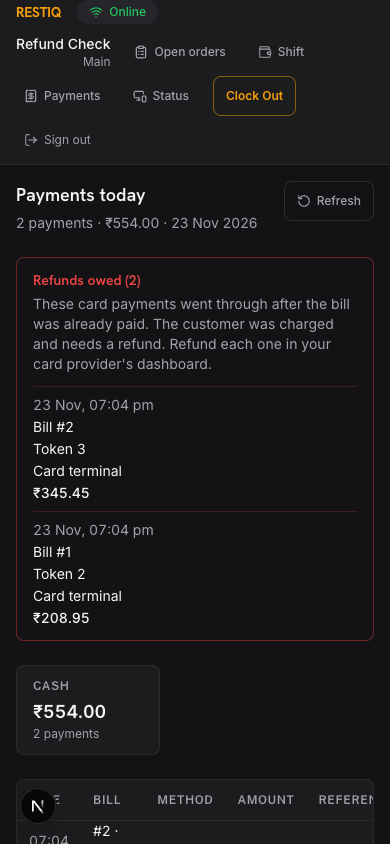 RESTIQ
Online
Refund Check
Main
Open orders
Shift
Payments
Status
Clock Out
Sign out
Payments today
2 payments · ₹554.00 · 23 Nov 2026
Refresh
Refunds owed (2)
These card payments went through after the bill
was already paid. The customer was charged
and needs a refund. Refund each one in your
card provider's dashboard.
23 Nov, 07:04 pm
Bill #2
Token 3
Card terminal
₹345.45
23 Nov, 07:04 pm
Bill #1
Token 2
Card terminal
₹208.95
CASH
₹554.00
2 payments
N
BILL
METHOD
AMOUNT
#2 ·
07:04